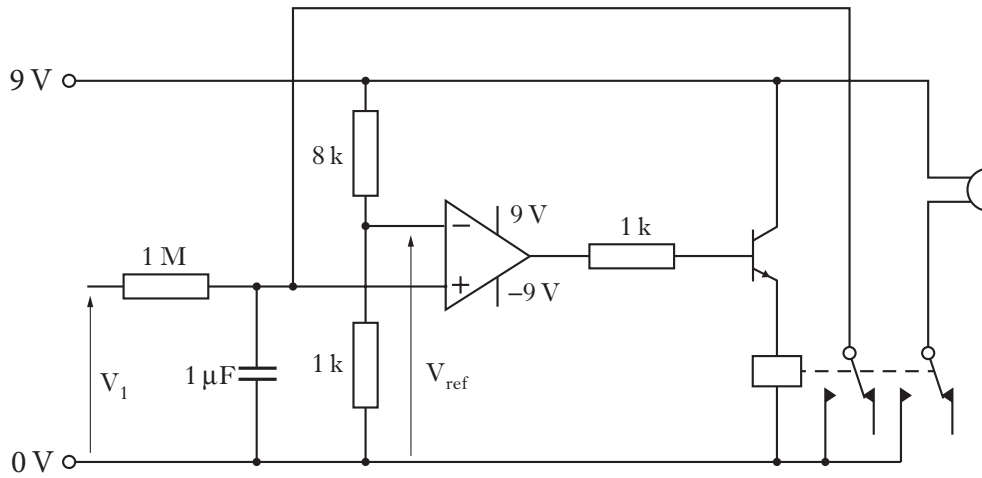 9 V
8 k
9 V
1 k
1 M
–
+
–9 V
V₁
1 µF
1 k
Vref
0 V